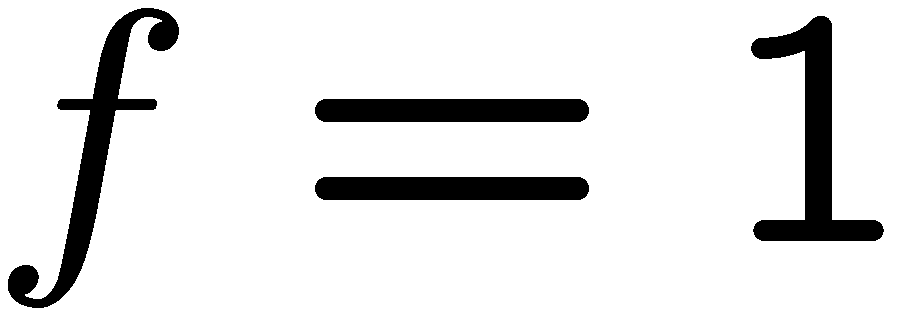 f = 1